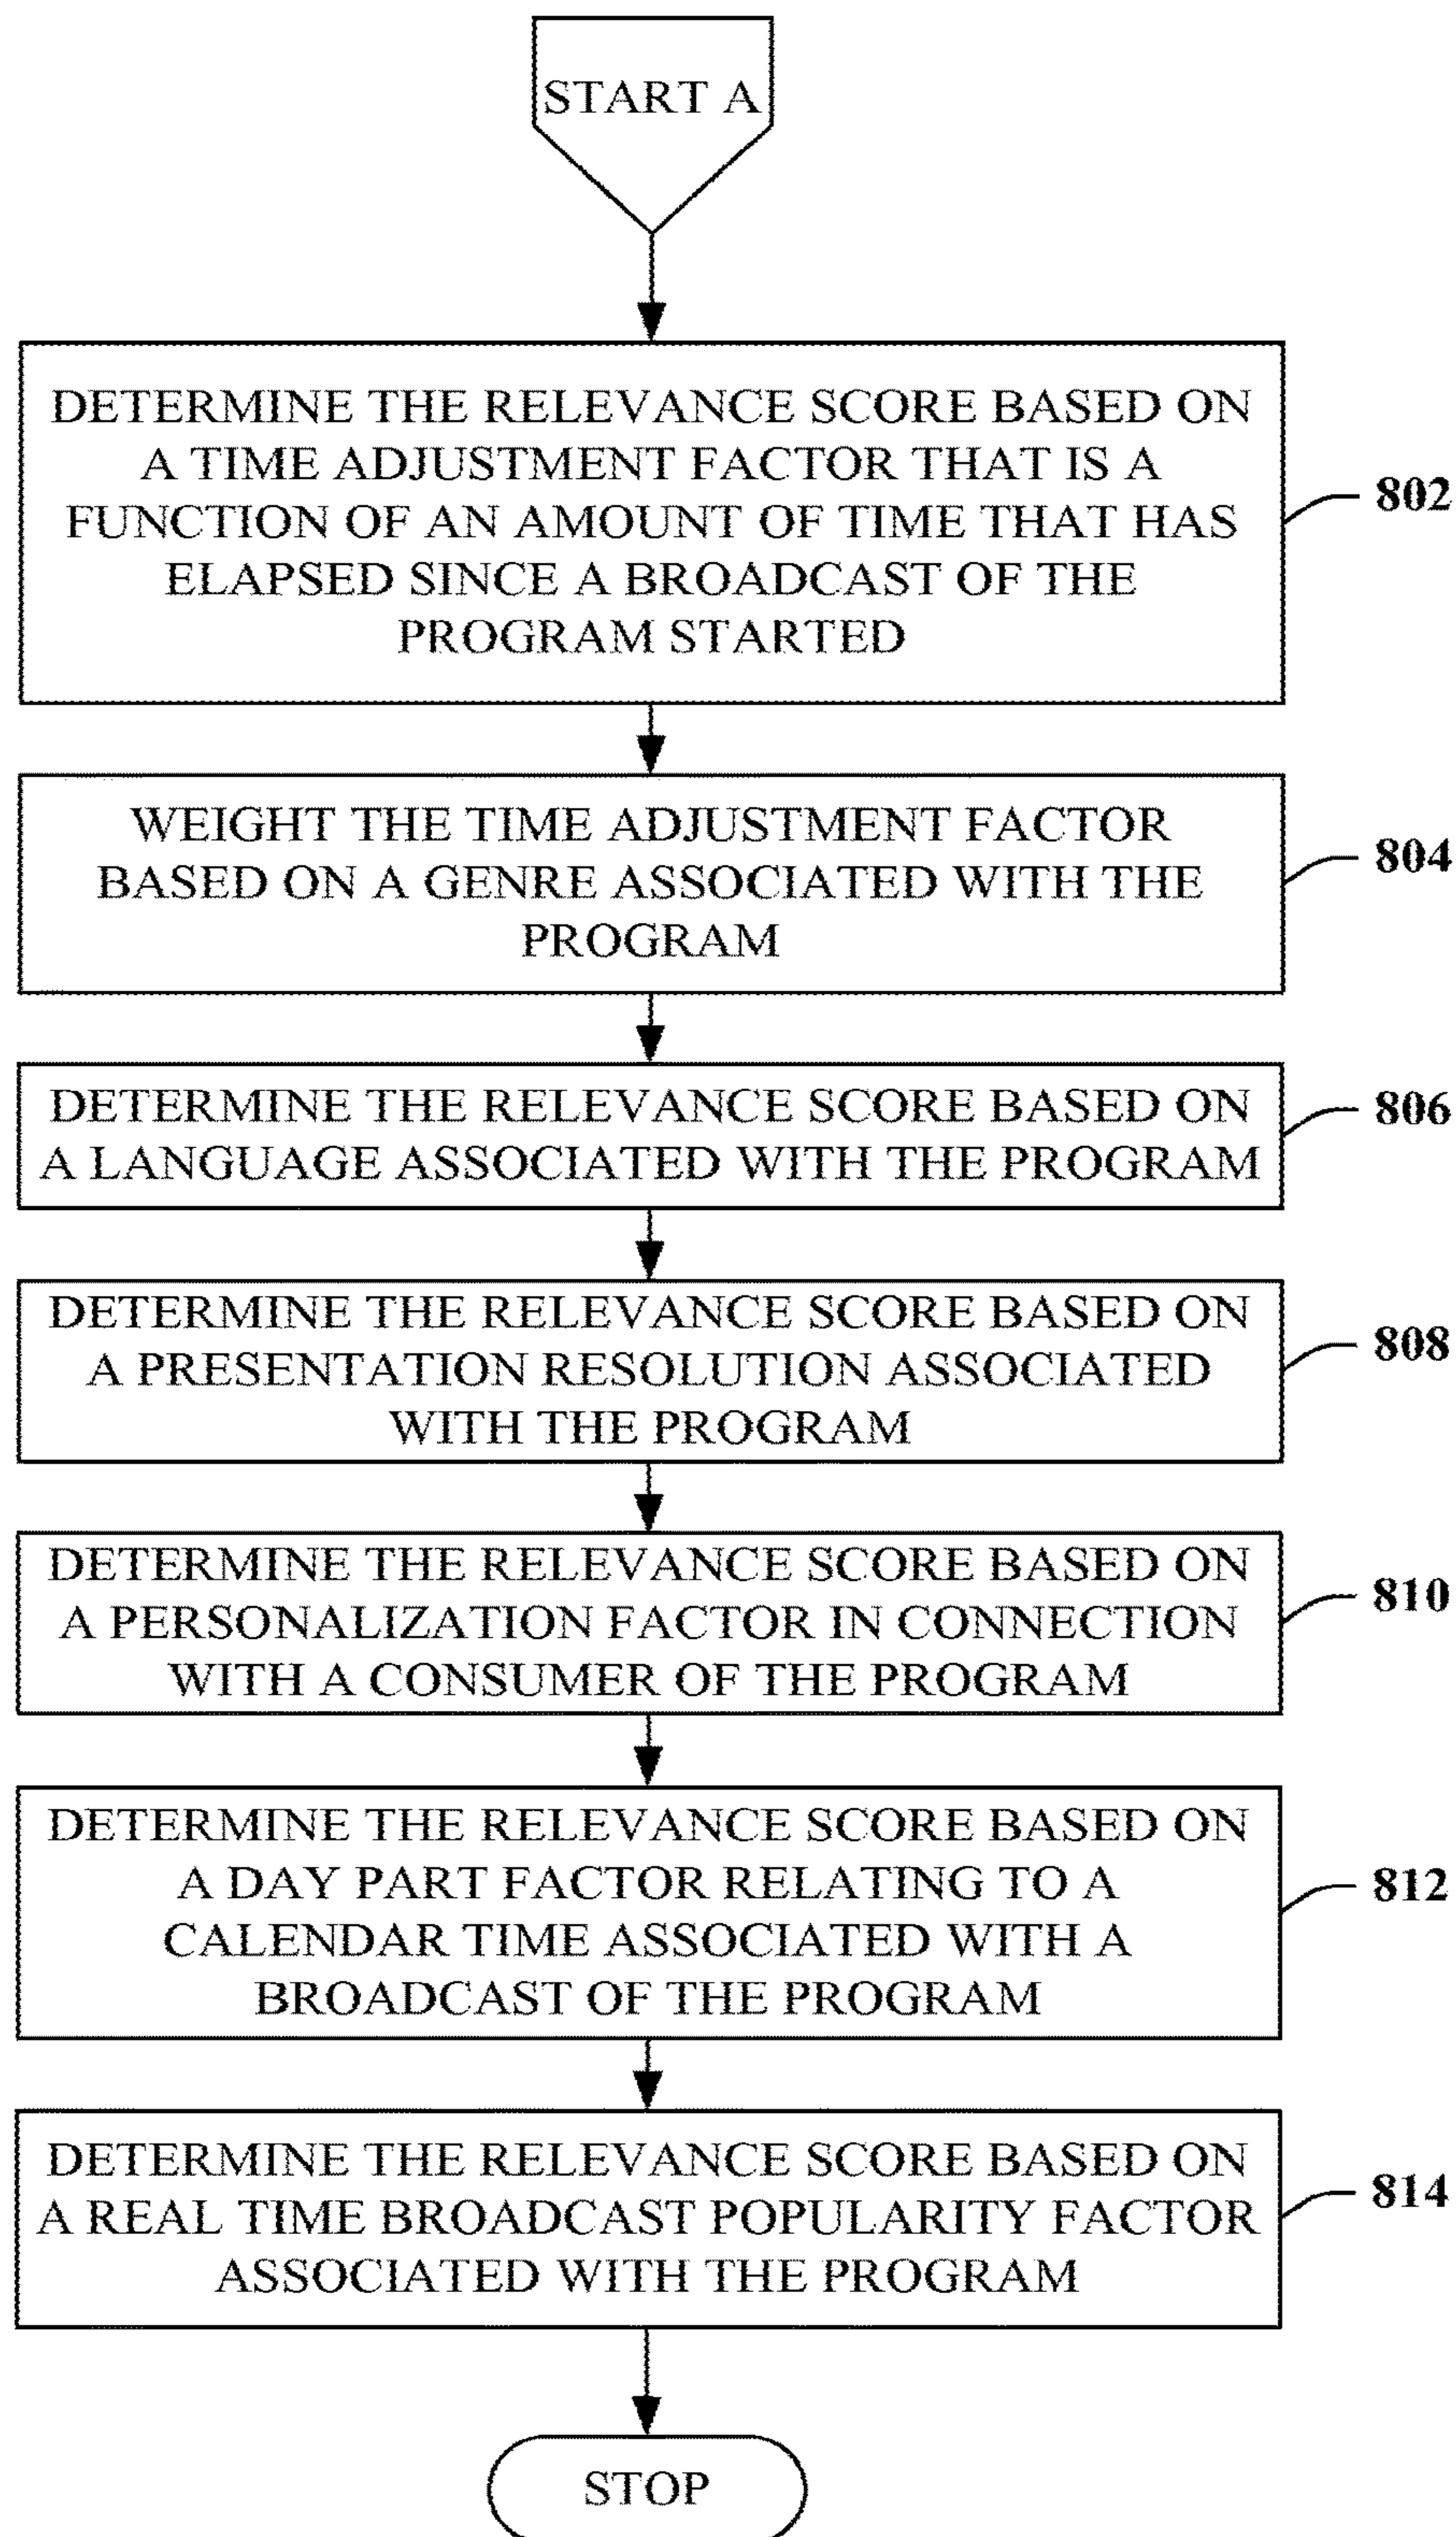 START A
DETERMINE THE RELEVANCE SCORE BASED ON
A TIME ADJUSTMENT FACTOR THAT IS A
FUNCTION OF AN AMOUNT OF TIME THAT HAS
ELAPSED SINCE A BROADCAST OF THE
PROGRAM STARTED
802
WEIGHT THE TIME ADJUSTMENT FACTOR
BASED ON A GENRE ASSOCIATED WITH THE
PROGRAM
804
DETERMINE THE RELEVANCE SCORE BASED ON
A LANGUAGE ASSOCIATED WITH THE PROGRAM
806
DETERMINE THE RELEVANCE SCORE BASED ON
A PRESENTATION RESOLUTION ASSOCIATED
WITH THE PROGRAM
808
DETERMINE THE RELEVANCE SCORE BASED ON
A PERSONALIZATION FACTOR IN CONNECTION
WITH A CONSUMER OF THE PROGRAM
810
DETERMINE THE RELEVANCE SCORE BASED ON
A DAY PART FACTOR RELATING TO A
CALENDAR TIME ASSOCIATED WITH A
BROADCAST OF THE PROGRAM
812
DETERMINE THE RELEVANCE SCORE BASED ON
A REAL TIME BROADCAST POPULARITY FACTOR
ASSOCIATED WITH THE PROGRAM
814
STOP